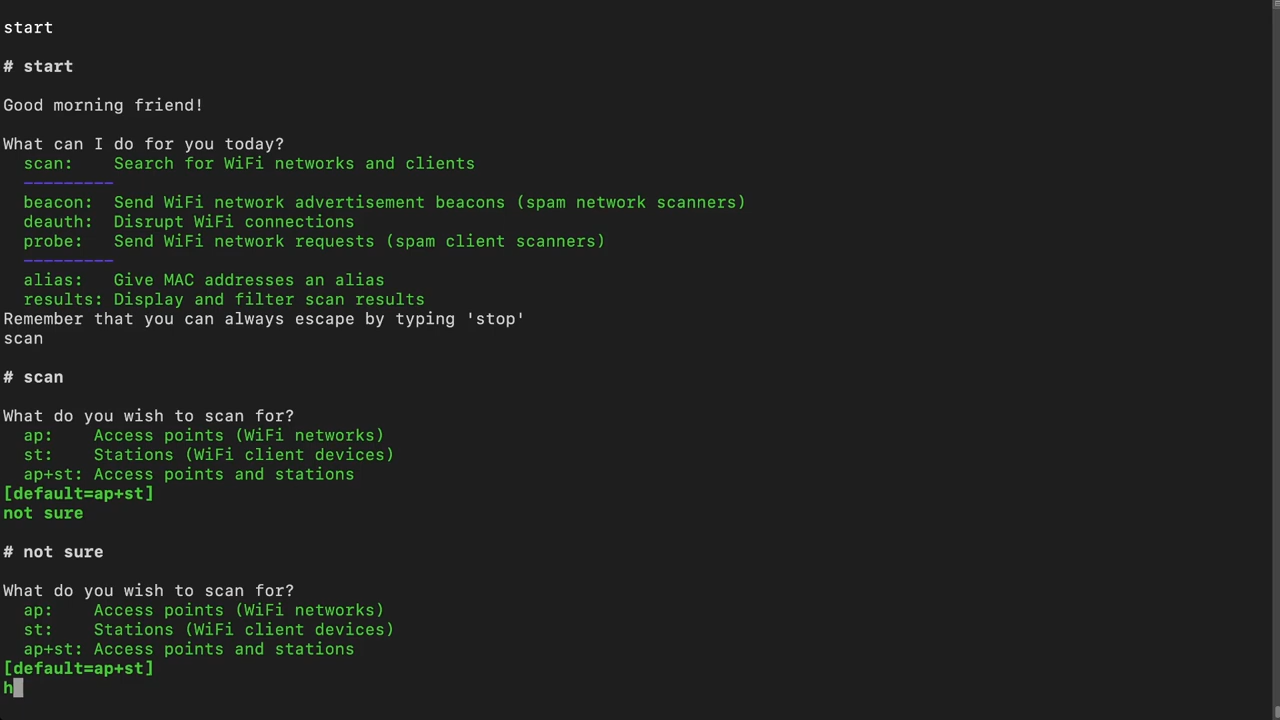 start
# start
Good morning friend!
What can I do for you today?
scan: Search for WiFi networks and clients
---------
beacon: Send WiFi network advertisement beacons (spam network scanners)
deauth: Disrupt WiFi connections
probe: Send WiFi network requests (spam client scanners)
---------
alias: Give MAC addresses an alias
results: Display and filter scan results
Remember that you can always escape by typing 'stop'
scan
# scan
What do you wish to scan for?
ap: Access points (WiFi networks)
st: Stations (WiFi client devices)
ap+st: Access points and stations
[default=ap+st]
not sure
# not sure
What do you wish to scan for?
ap: Access points (WiFi networks)
st: Stations (WiFi client devices)
ap+st: Access points and stations
[default=ap+st]
h